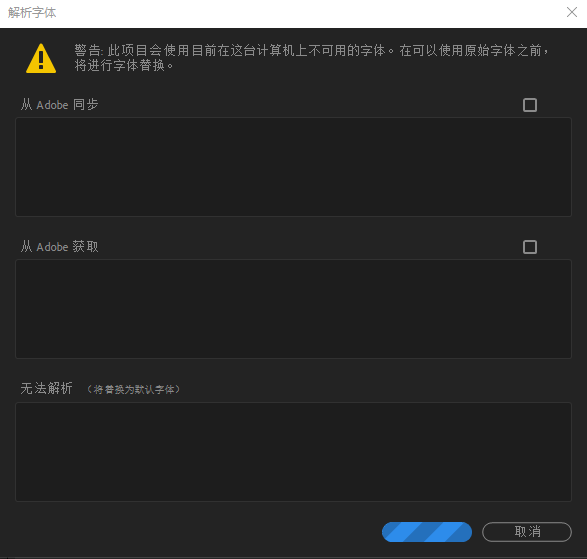 解析字体
警告: 此项目会使用目前在这台计算机上不可用的字体。在可以使用原始字体之前，
将进行字体替换。
从 Adobe 同步
从 Adobe 获取
无法解析 （将替换为默认字体）
取消